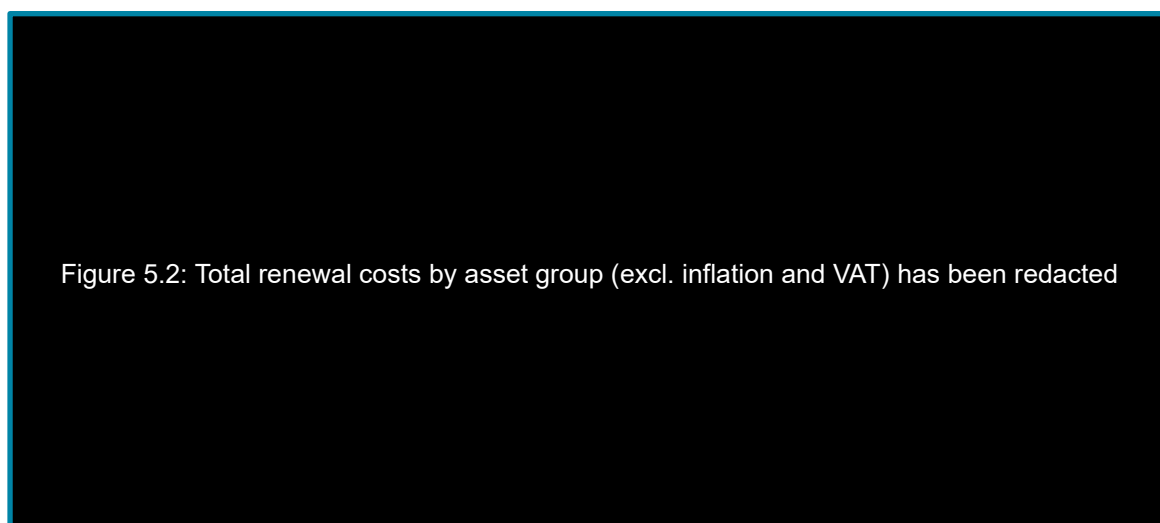 Figure 5.2: Total renewal costs by asset group (excl. inflation and VAT) has been redacted